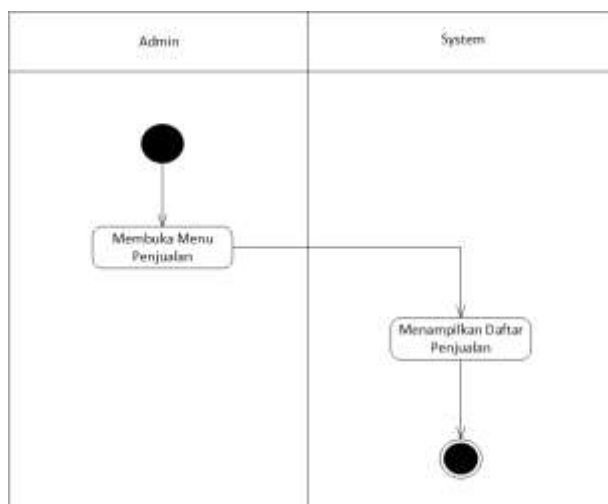 Admin
System
Membuka Menu
Penjualan
Menampilkan Daftar
Penjualan